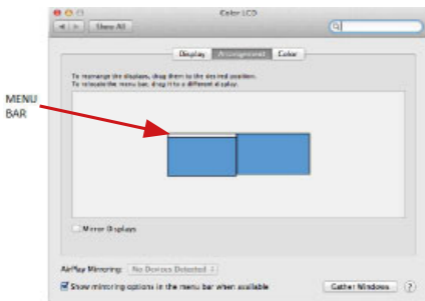 Color LCD
Show All
Display Arrangement Color
To rearrange the displays, drag them to the desired position.
To relocate the menu bar, drag it to a different display.
MENU
BAR
Mirror Displays
AirPlay Mirroring: No Devices Detected
Show mirroring options in the menu bar when available
Gather Windows ?